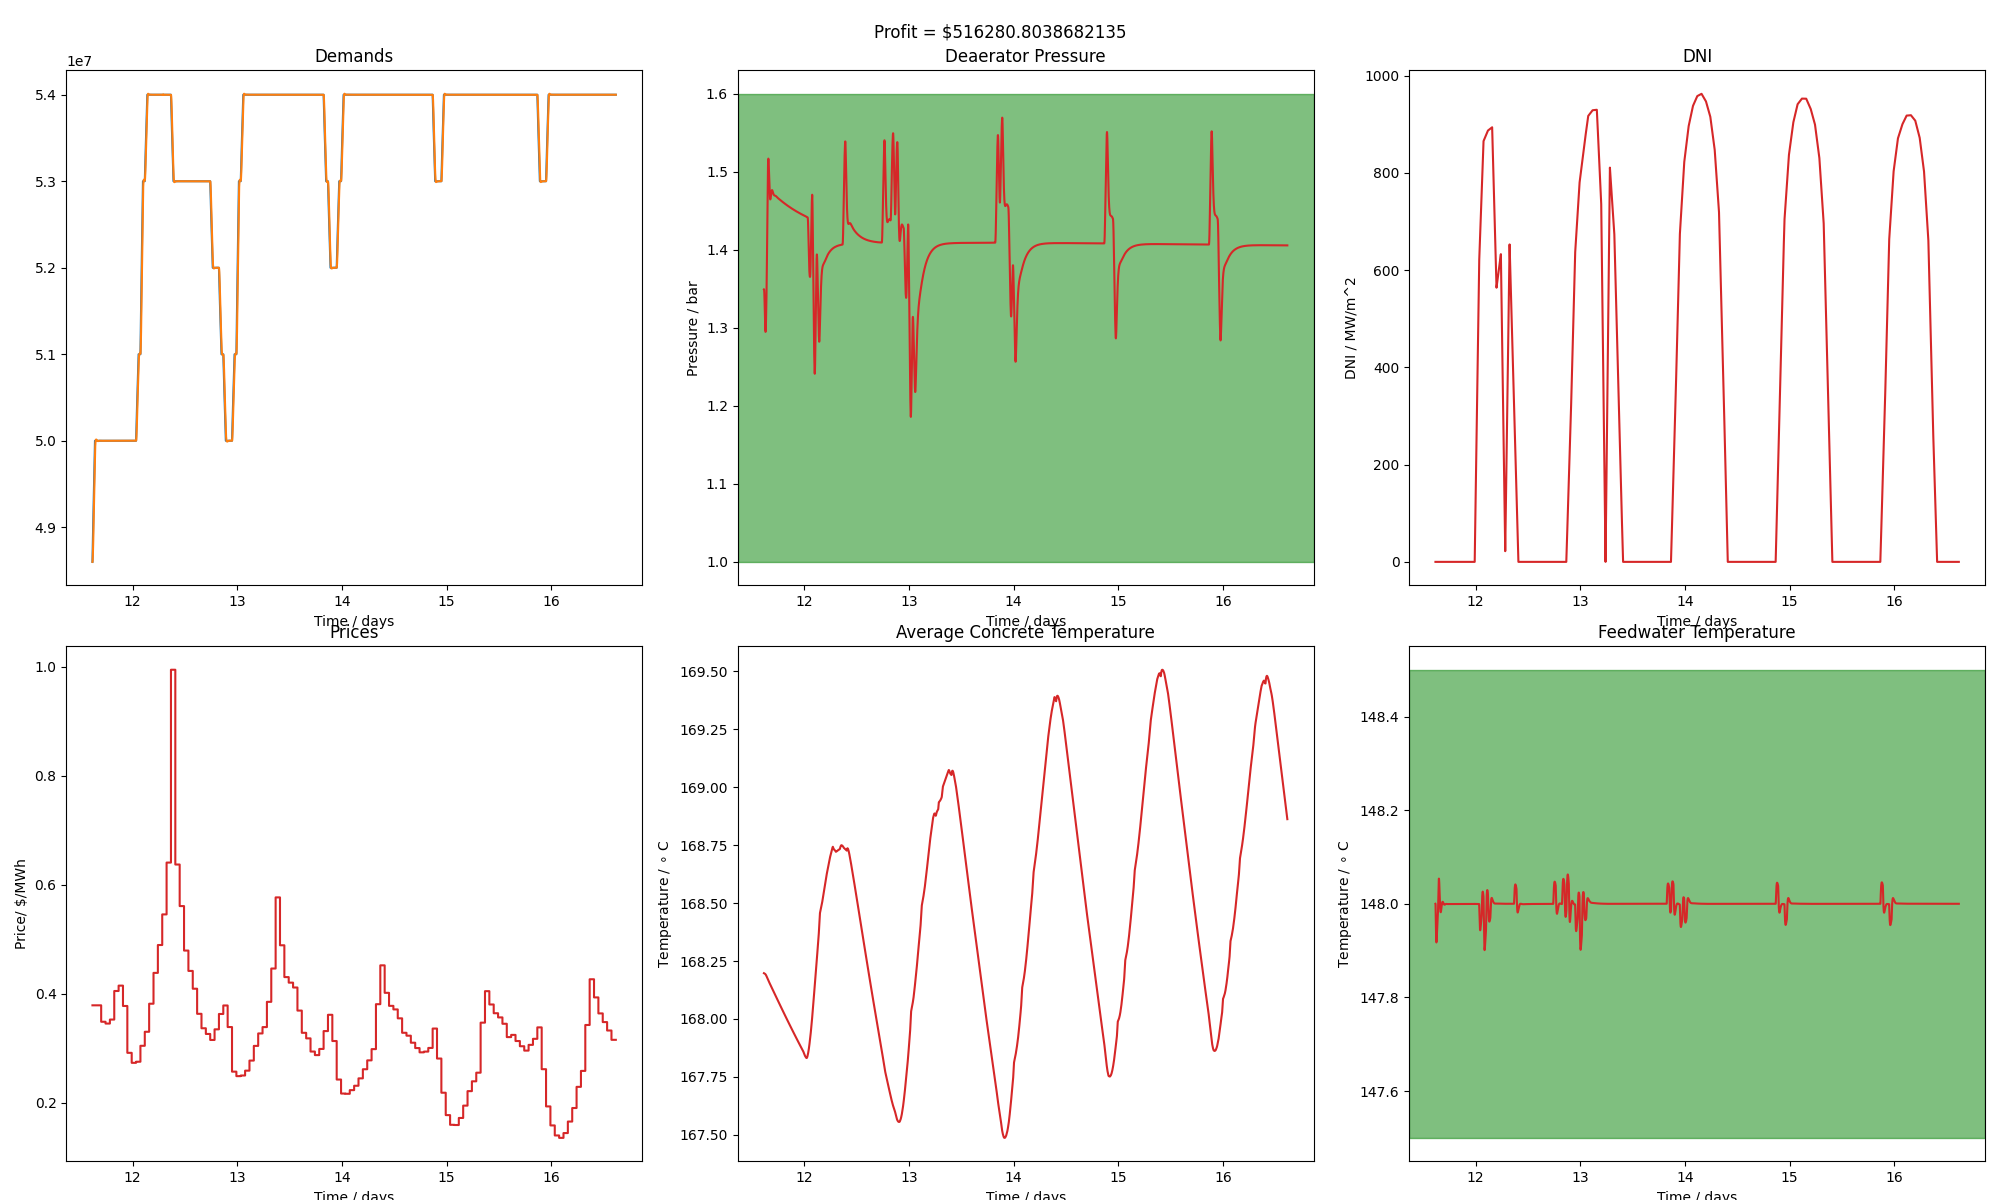 Profit = $516280.8038682135
Demands
1e7
5.4
5.3
5.2
5.1
5.0
4.9
12 13 14 15 16
Time / days
Deaerator Pressure
Pressure / bar
1.6
1.5
1.4
1.3
1.2
1.1
1.0
12 13 14 15 16
Time / days
DNI
DNI / MW/m^2
1000
800
600
400
200
0
12 13 14 15 16
Time / days
Prices
Price/ $/MWh
1.0
0.8
0.6
0.4
0.2
12 13 14 15 16
Time / days
Average Concrete Temperature
Temperature / ∘ C
169.50
169.25
169.00
168.75
168.50
168.25
168.00
167.75
167.50
12 13 14 15 16
Time / days
Feedwater Temperature
Temperature / ∘ C
148.4
148.2
148.0
147.8
147.6
12 13 14 15 16
Time / days